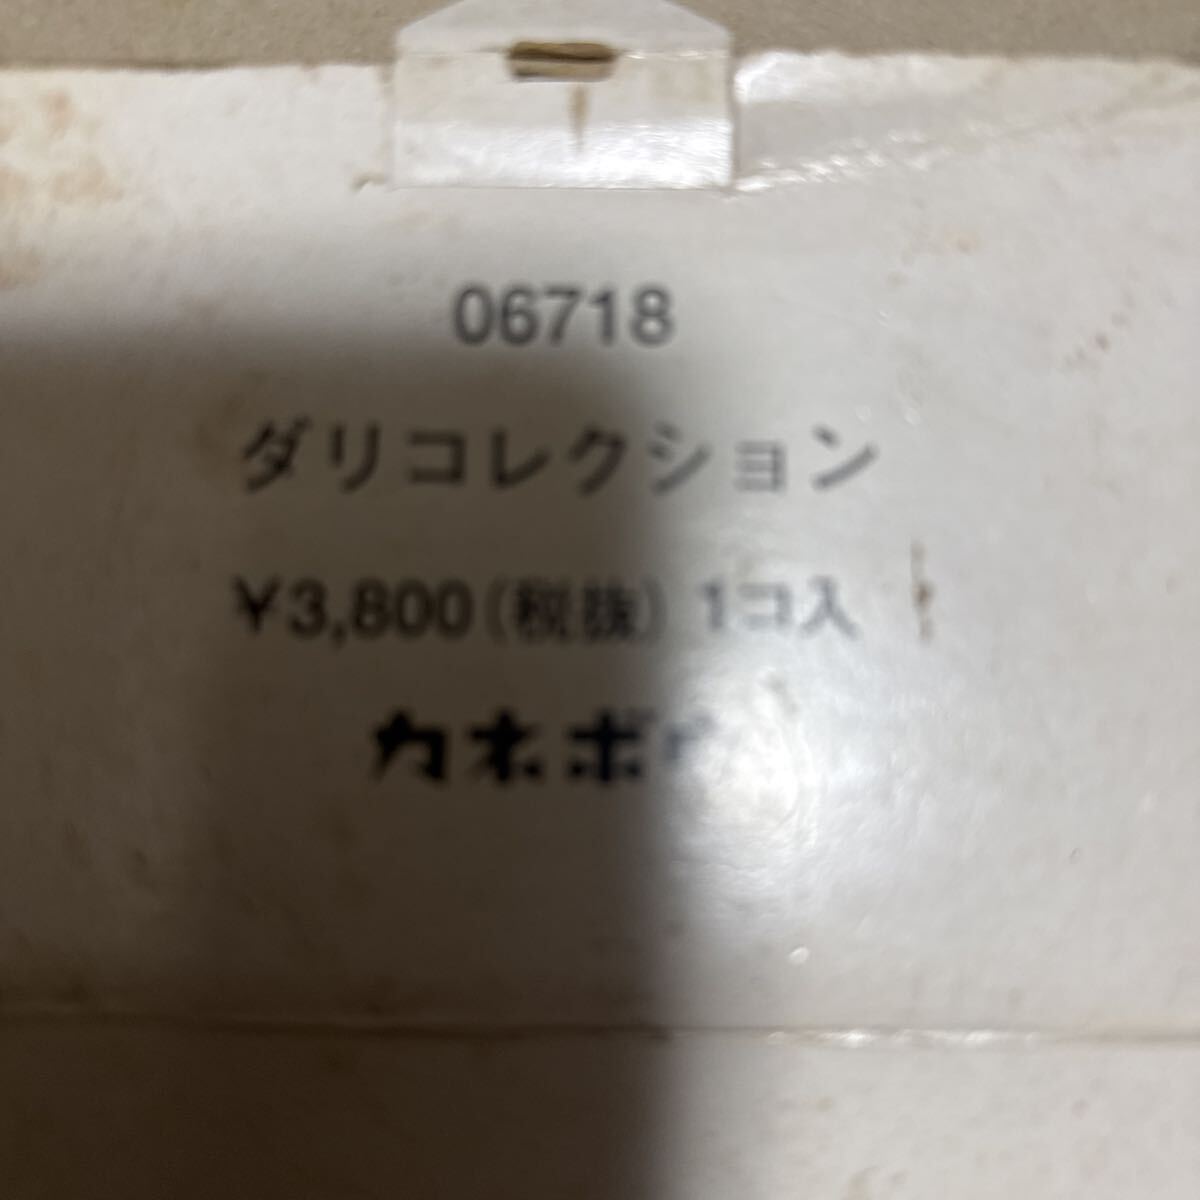 06718
ダリコレクション
¥3,800(税抜) 1コ入
カネボウ